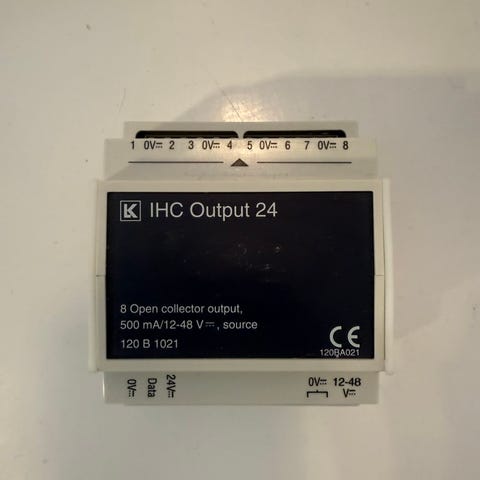 1 0V⎓ 2 3 0V⎓ 4 5 0V⎓ 6 7 0V⎓ 8
LK IHC Output 24
8 Open collector output,
500 mA/12-48 V⎓, source
120 B 1021
CE
120BA021
0V⎓ Data 24V⎓ 0V⎓ 12-48
V⎓